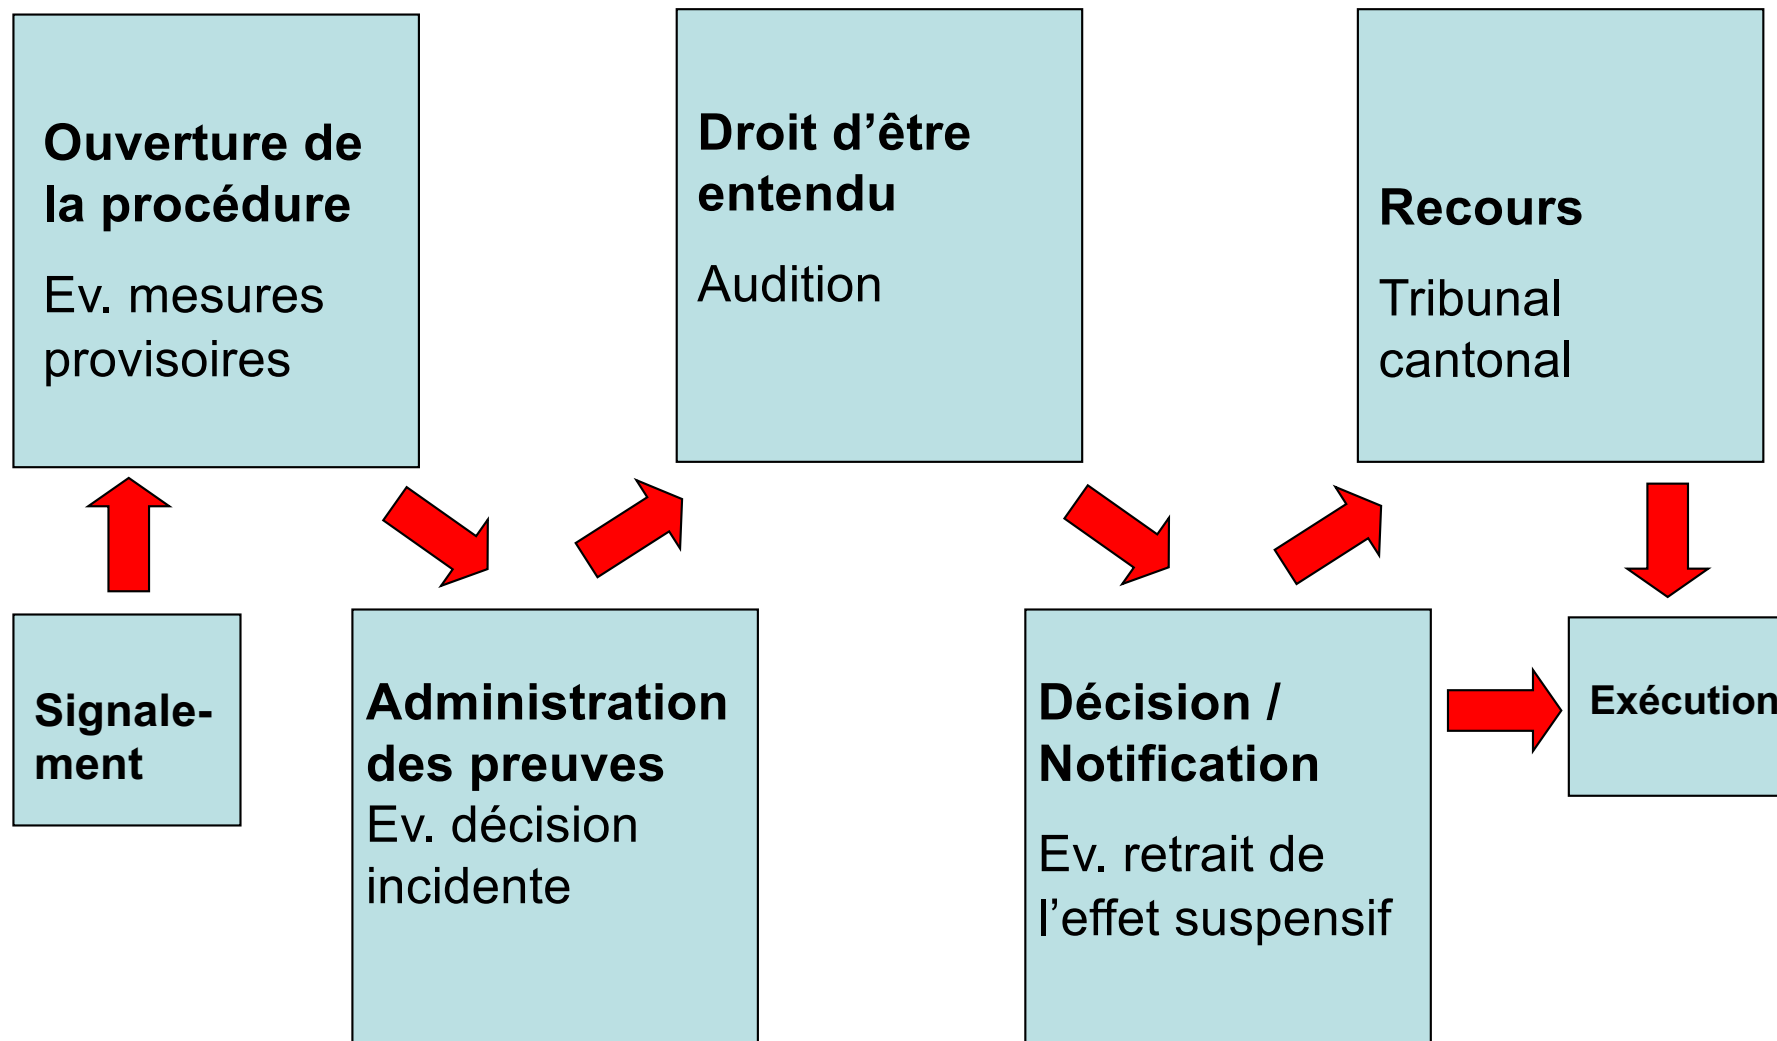 Ouverture de
la procédure
Ev. mesures
provisoires
Droit d’être
entendu
Audition
Recours
Tribunal
cantonal
Signale-
ment
Administration
des preuves
Ev. décision
incidente
Décision /
Notification
Ev. retrait de
l’effet suspensif
Exécution